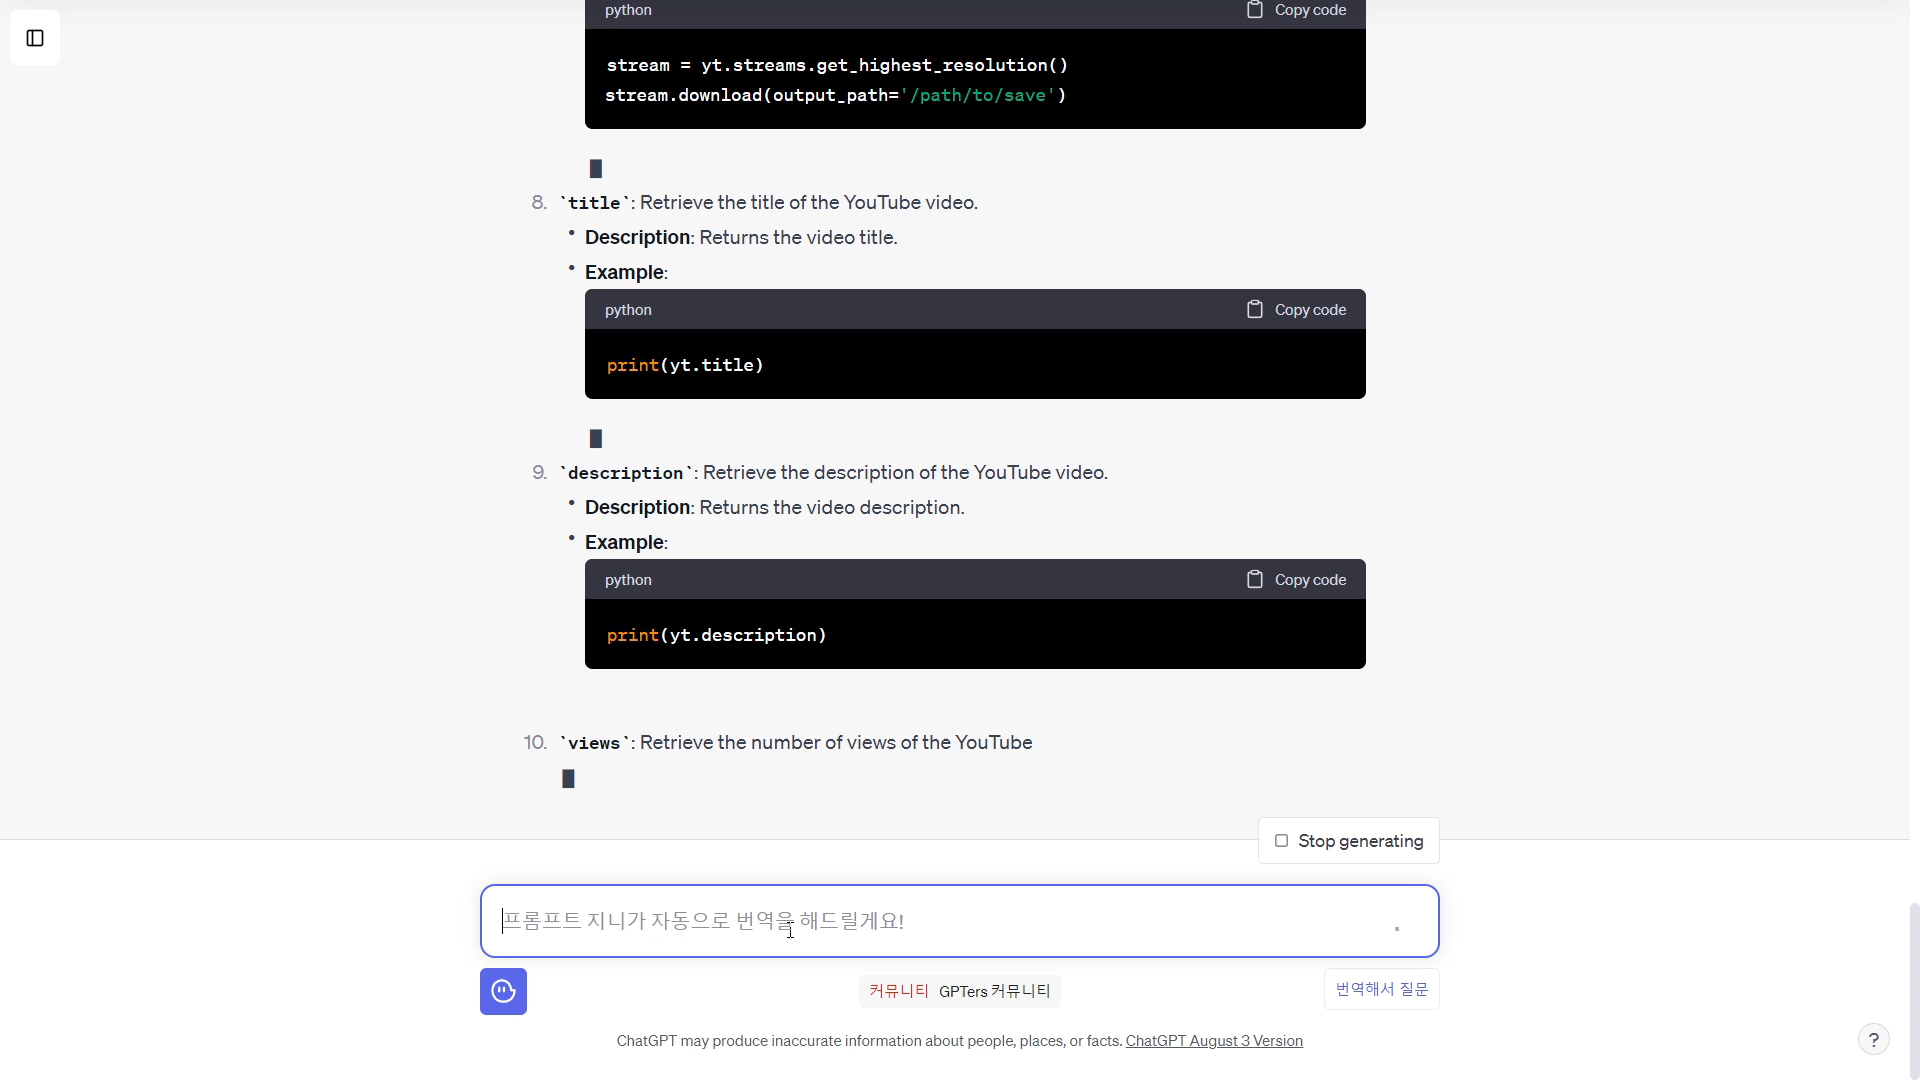 python
Copy code
stream = yt.streams.get_highest_resolution()
stream.download(output_path='/path/to/save')
8. `title`: Retrieve the title of the YouTube video.
• Description: Returns the video title.
• Example:
python
Copy code
print(yt.title)
9. `description`: Retrieve the description of the YouTube video.
• Description: Returns the video description.
• Example:
python
Copy code
print(yt.description)
10. `views`: Retrieve the number of views of the YouTube
Stop generating
프롬프트 지니가 자동으로 번역을 해드릴게요!
커뮤니티 GPTers 커뮤니티
번역해서 질문
ChatGPT may produce inaccurate information about people, places, or facts. ChatGPT August 3 Version
?